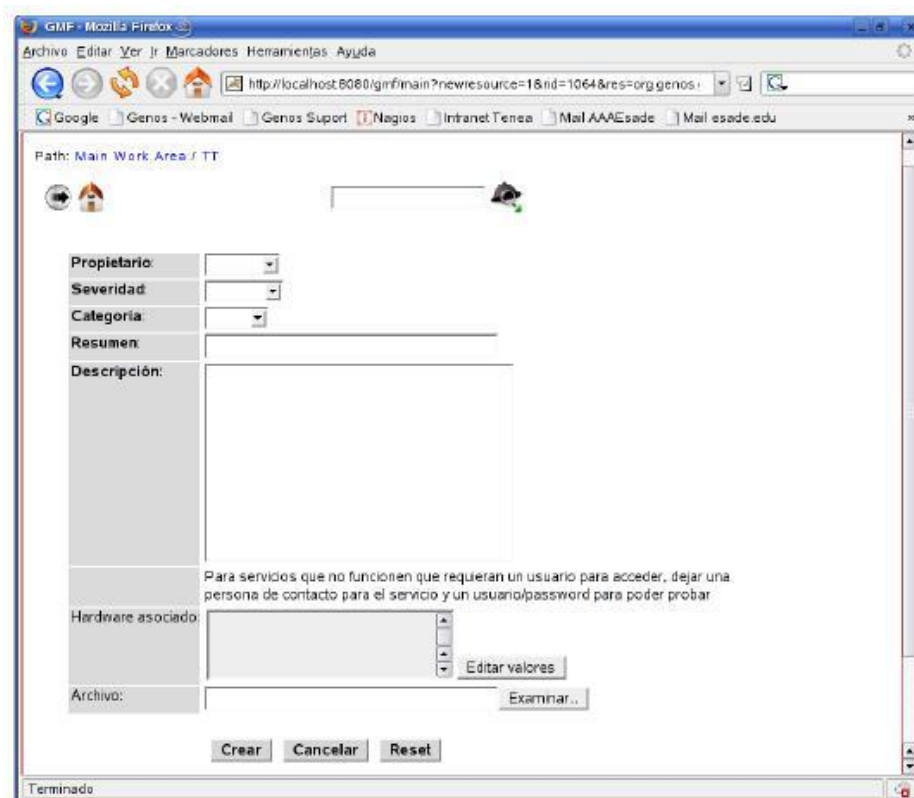 GMF - Mozilla Firefox
Archivo Editar Ver Ir Marcadores Herramientas Ayuda
http://localhost:8080/gmf/main?newresource=1&rid=1064&res=org.genos.
Google Genos - Webmail Genos Suport Nagios Intranet Tenea Mail AAAEsade Mail esade.edu
Path: Main Work Area / TT
Propietario:
Severidad:
Categoría:
Resumen:
Descripción:
Para servicios que no funcionen que requieran un usuario para acceder, dejar una
persona de contacto para el servicio y un usuario/password para poder probar
Hardware asociado:
Editar valores
Archivo:
Examinar..
Crear Cancelar Reset
Terminado